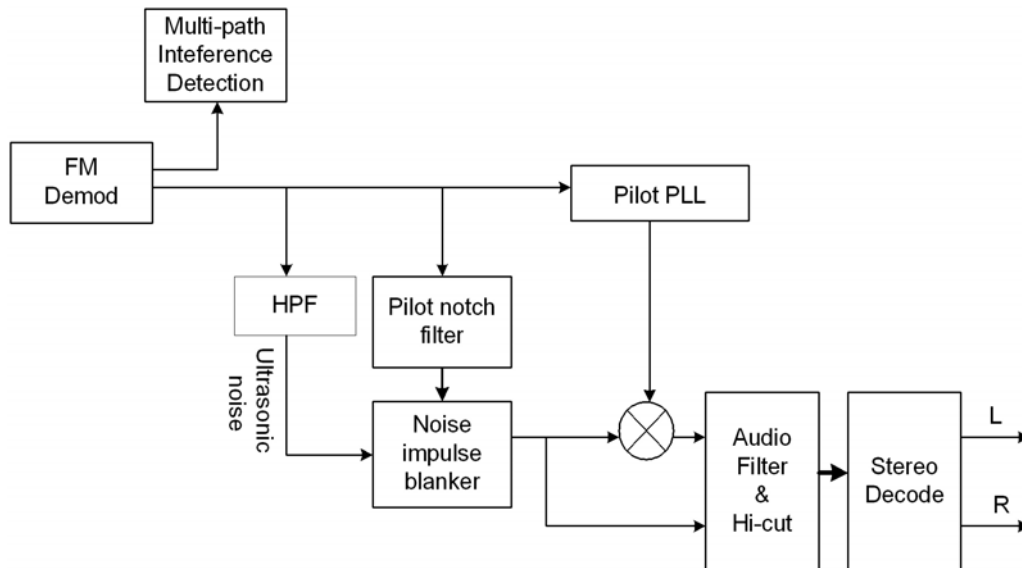 Multi-path
Inteference
Detection
FM
Demod
Pilot PLL
HPF
Pilot notch
filter
Ultrasonic
noise
Noise
impulse
blanker
Audio
Filter
&
Hi-cut
Stereo
Decode
L
R